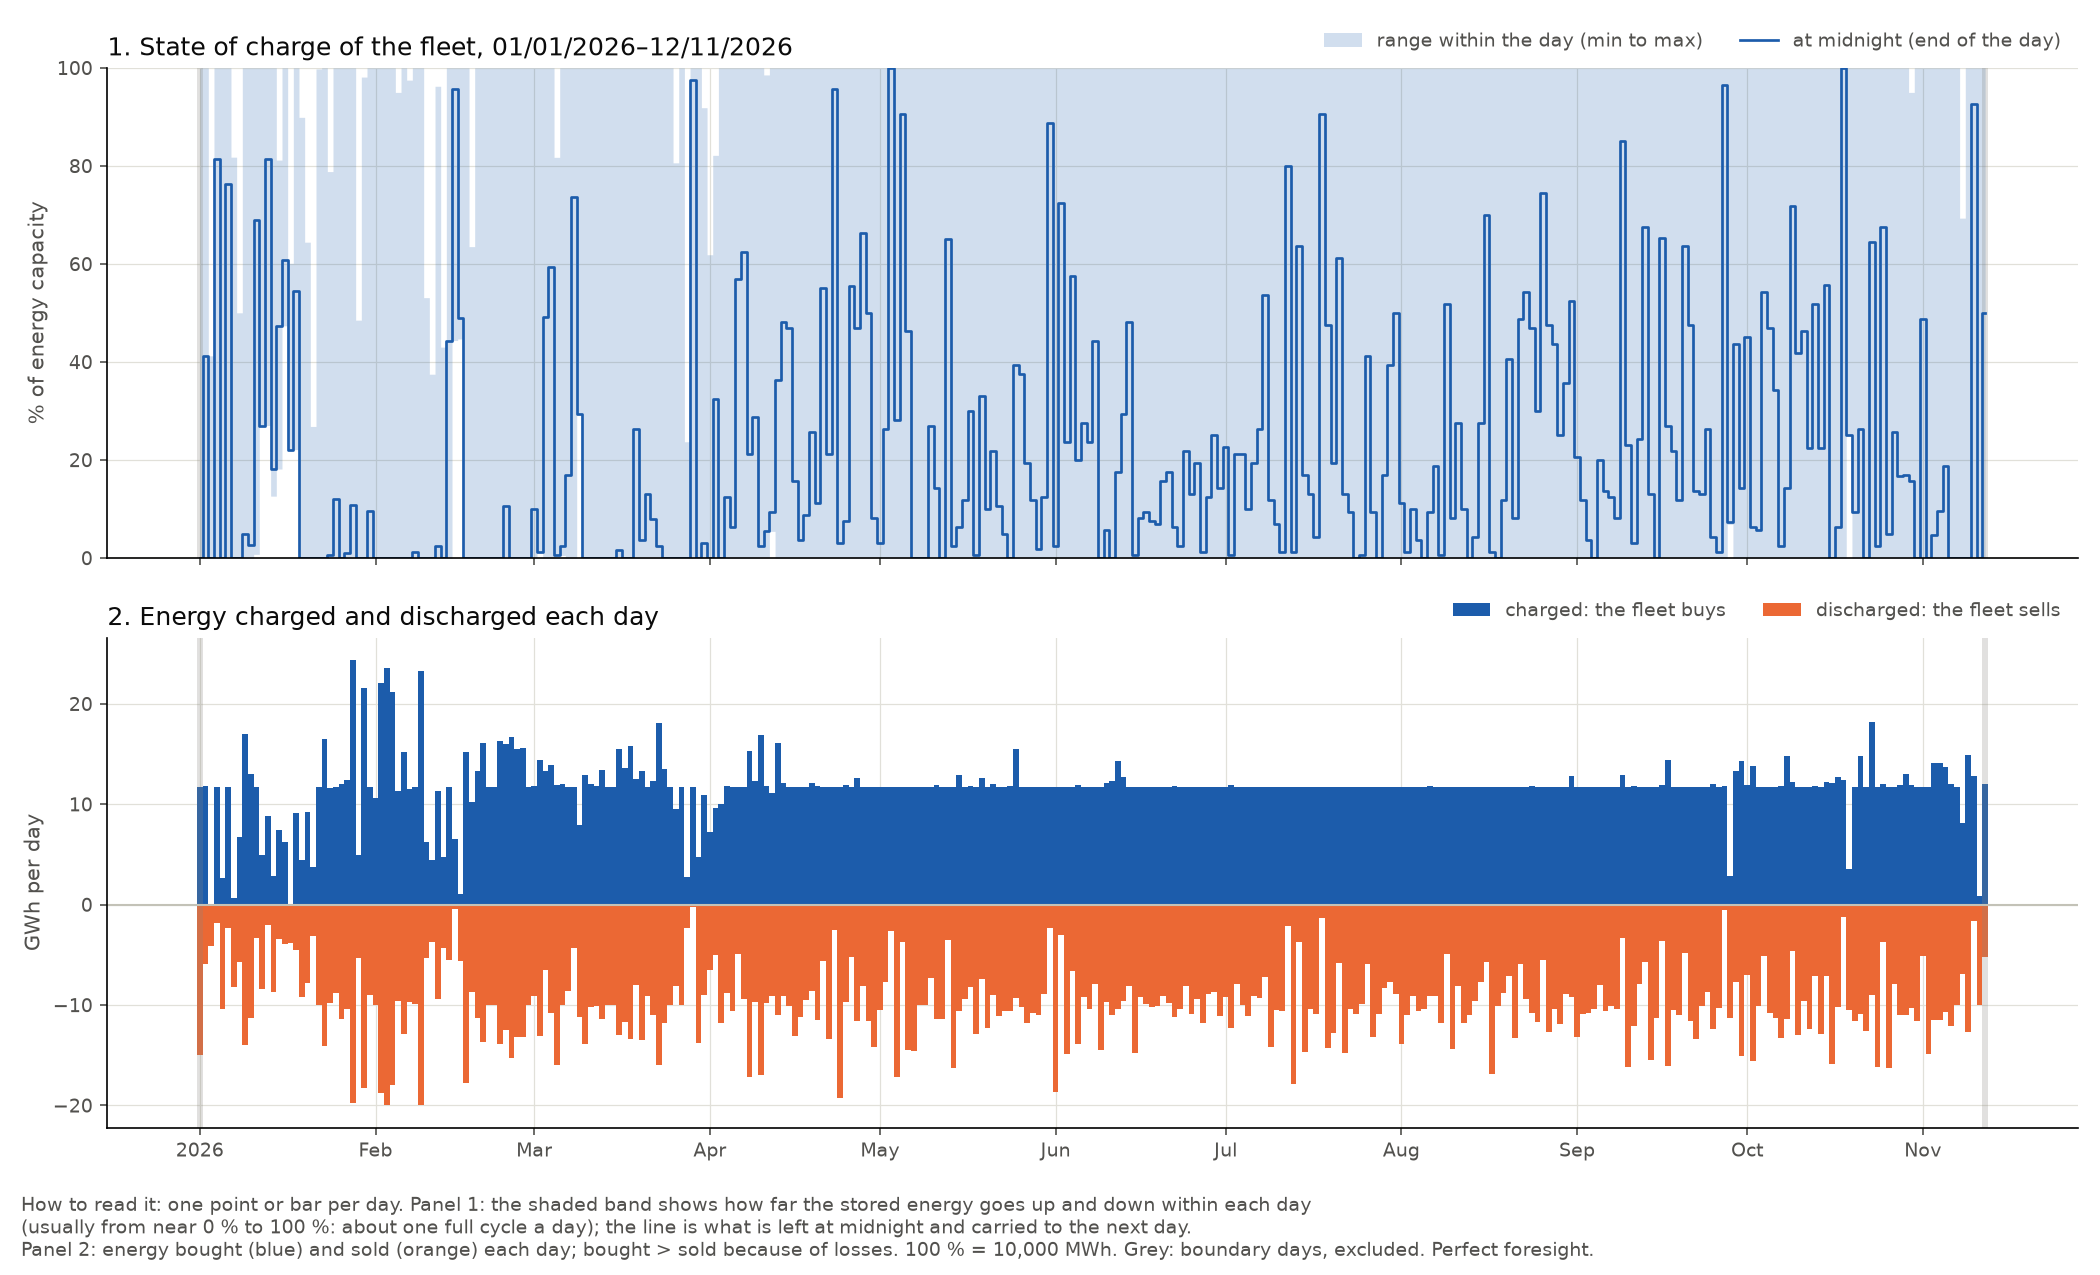 1. State of charge of the fleet, 01/01/2026–12/11/2026
range within the day (min to max)
at midnight (end of the day)
100
80
60
40
20
0
% of energy capacity
2. Energy charged and discharged each day
charged: the fleet buys
discharged: the fleet sells
20
10
0
−10
−20
GWh per day
2026 Feb Mar Apr May Jun Jul Aug Sep Oct Nov
How to read it: one point or bar per day. Panel 1: the shaded band shows how far the stored energy goes up and down within each day
(usually from near 0 % to 100 %: about one full cycle a day); the line is what is left at midnight and carried to the next day.
Panel 2: energy bought (blue) and sold (orange) each day; bought > sold because of losses. 100 % = 10,000 MWh. Grey: boundary days, excluded. Perfect foresight.